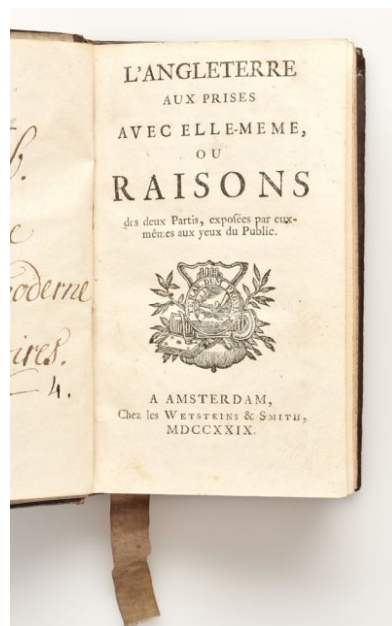 b.
oderne
ires.
4.
L'ANGLETERRE
AUX PRISES
AVEC ELLE-MEME,
OU
RAISONS
des deux Partis, expoſées par eux-
mêmes aux yeux du Public.
A AMSTERDAM,
Chez les WETSTEINS & SMITH,
MDCCXXIX.